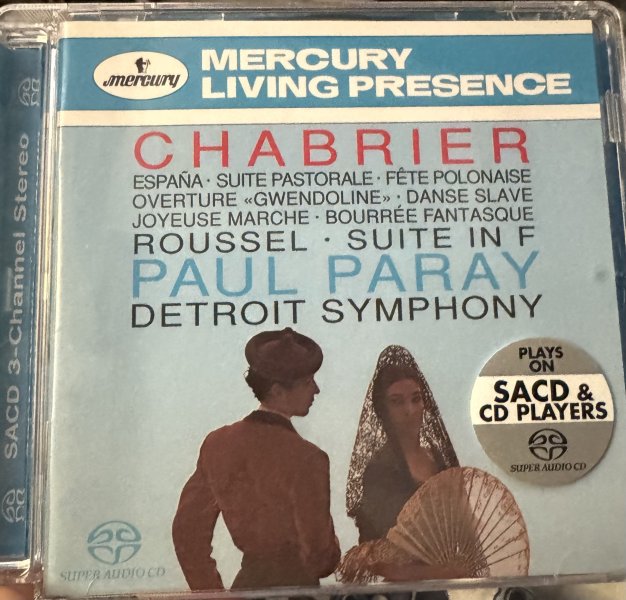 mercury
MERCURY
LIVING PRESENCE
CHABRIER
ESPAÑA · SUITE PASTORALE · FÊTE POLONAISE
OVERTURE «GWENDOLINE» · DANSE SLAVE
JOYEUSE MARCHE · BOURRÉE FANTASQUE
ROUSSEL · SUITE IN F
PAUL PARAY
DETROIT SYMPHONY
PLAYS
ON
SACD &
CD PLAYERS
SUPER AUDIO CD
SUPER AUDIO CD
SACD 3-Channel Stereo